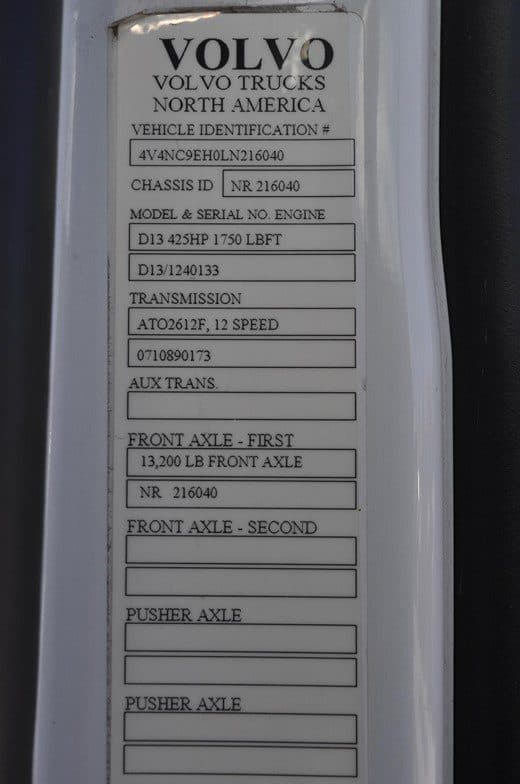 VOLVO
VOLVO TRUCKS
NORTH AMERICA
VEHICLE IDENTIFICATION #
4V4NC9EH0LN216040
CHASSIS ID NR 216040
MODEL & SERIAL NO. ENGINE
D13 425HP 1750 LBFT
D13/1240133
TRANSMISSION
ATO2612F, 12 SPEED
0710890173
AUX TRANS.
FRONT AXLE - FIRST
13,200 LB FRONT AXLE
NR 216040
FRONT AXLE - SECOND
PUSHER AXLE
PUSHER AXLE